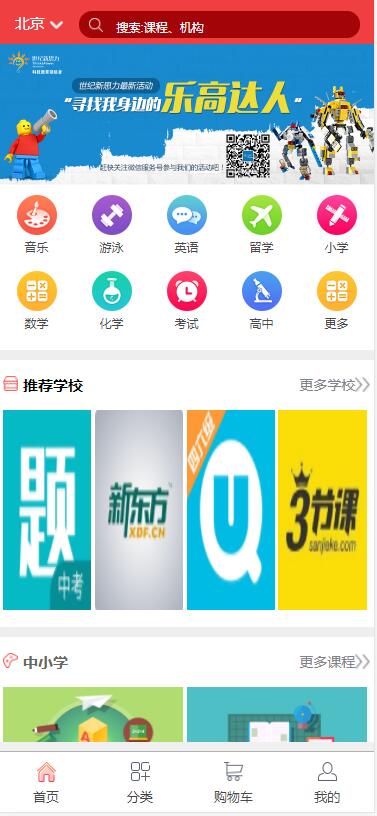 北京
搜索:课程、机构
世纪新思力
科技教育领航者
世纪新思力最新活动
“寻找我身边的乐高达人“
赶快关注微信服务号参与我们的活动吧！
音乐
游泳
英语
留学
小学
数学
化学
考试
高中
更多
推荐学校
更多学校
题
中考
新东方
XDF.CN
四六级
U
3节课
sanjieke.com
中小学
更多课程
首页
分类
购物车
我的